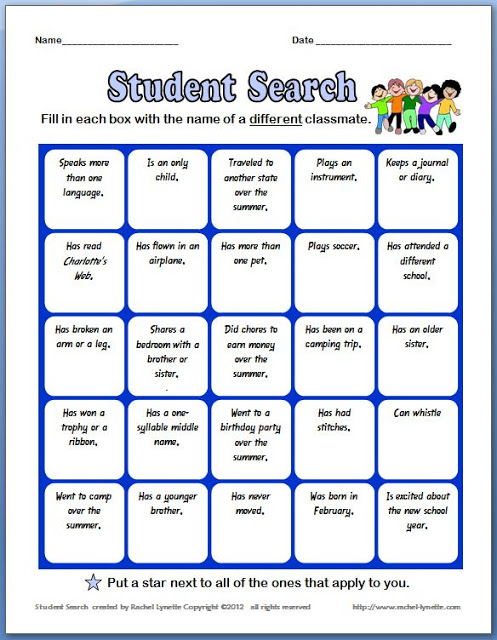 Name________________________ Date ____________________________
Student Search
Fill in each box with the name of a different classmate.
Speaks more
than one
language.
Is an only
child.
Traveled to
another state
over the
summer.
Plays an
instrument.
Keeps a journal
or diary.
Has read
Charlotte's
Web.
Has flown in an
airplane.
Has more than
one pet.
Plays soccer.
Has attended a
different
school.
Has broken an
arm or a leg.
Shares a
bedroom with a
brother or
sister.
.
Did chores to
earn money
over the
summer.
Has been on a
camping trip.
Has an older
sister.
Has won a
trophy or a
ribbon.
Has a one-
syllable middle
name.
Went to a
birthday party
over the
summer.
Has had
stitches.
Can whistle
Went to camp
over the
summer.
Has a younger
brother.
Has never
moved.
Was born in
February.
Is excited about
the new school
year.
Put a star next to all of the ones that apply to you.
Student Search created by Rachel Lynette Copyright ©2012 all rights reserved http://www.rachel-lynette.com